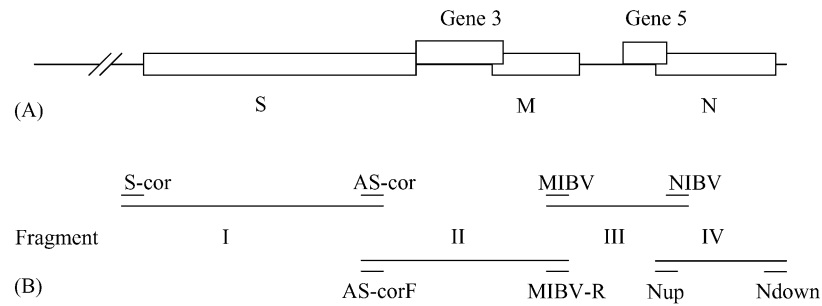 Gene 3 Gene 5
(A) S M N
S-cor AS-cor MIBV NIBV
Fragment I II III IV
(B) AS-corF MIBV-R Nup Ndown